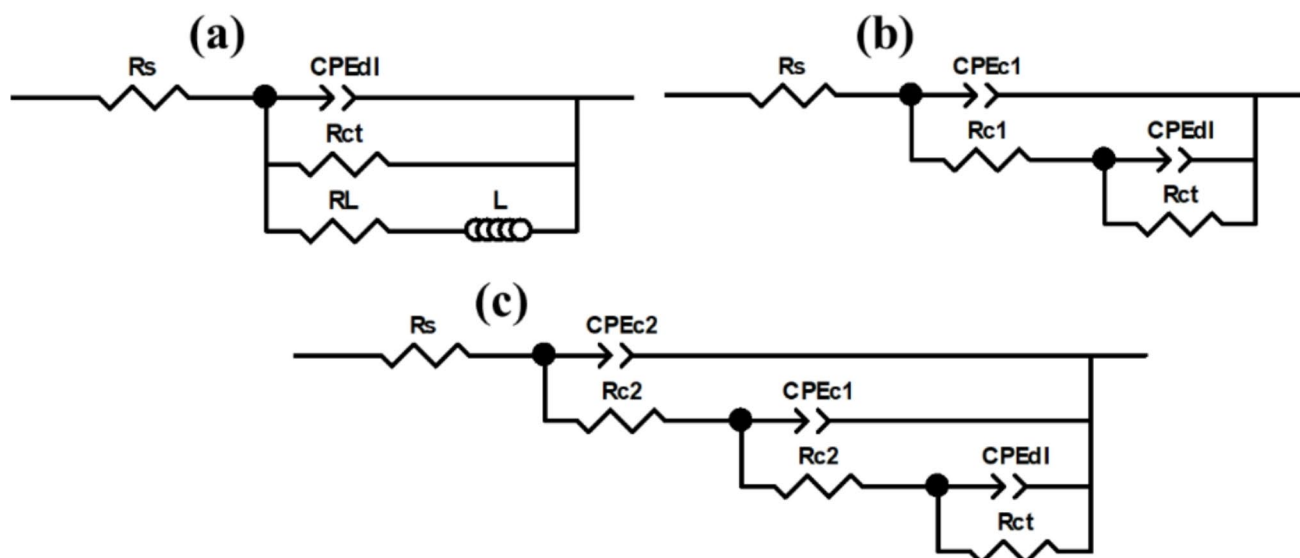 (a)
Rs
CPEdl
Rct
RL
L
(b)
Rs
CPEc1
Rc1
CPEdl
Rct
(c)
Rs
CPEc2
Rc2
CPEc1
Rc2
CPEdl
Rct